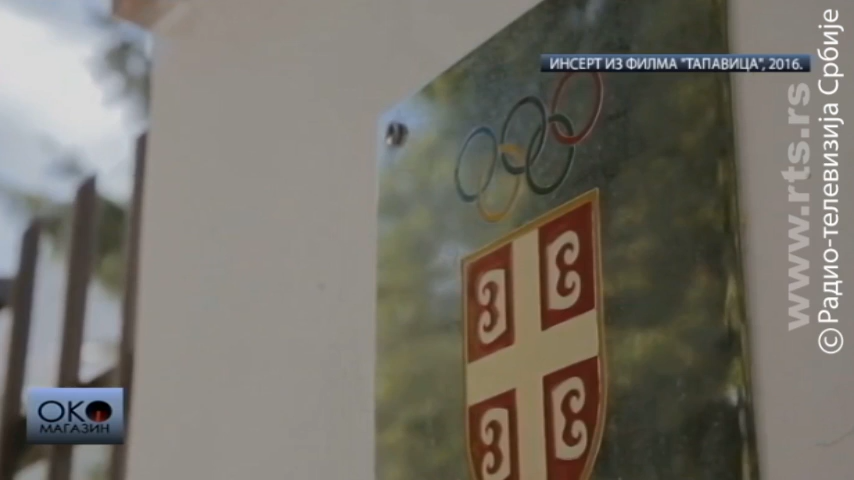 ИНСЕРТ ИЗ ФИЛМА "ТАПАВИЦА", 2016.
www.rts.rs
© Радио-телевизија Србије
ОКО
МАГАЗИН